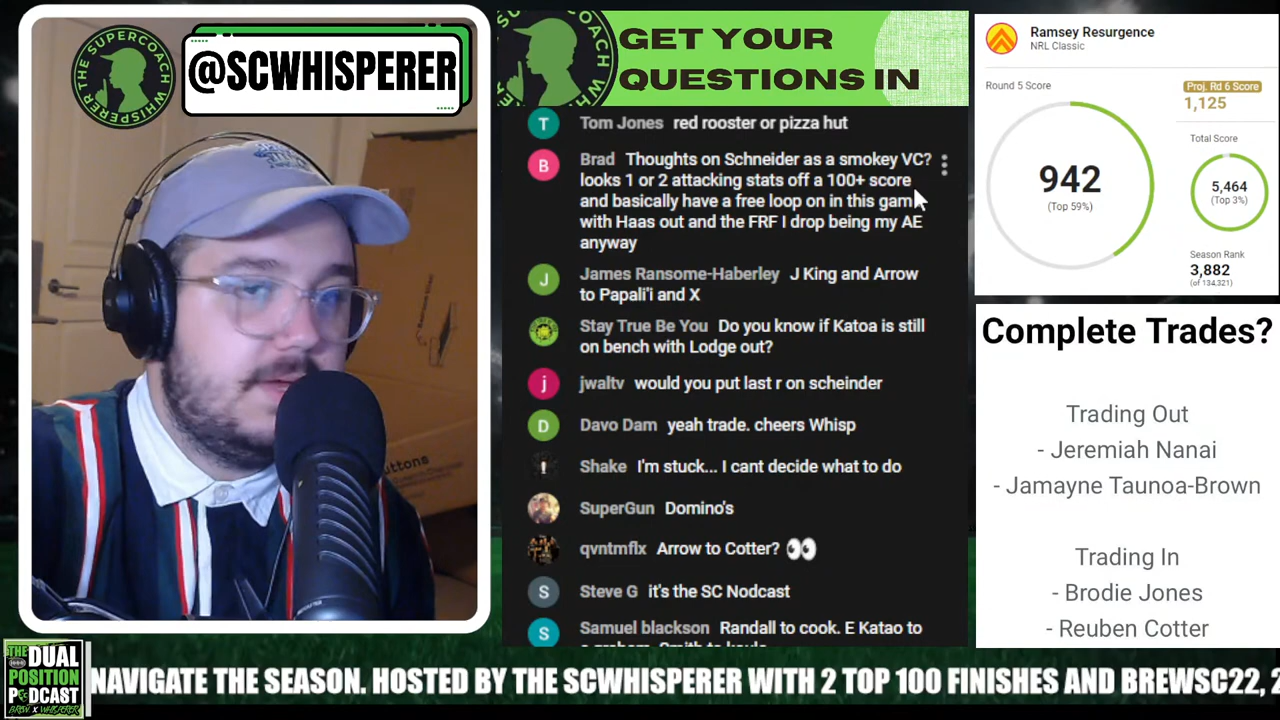 THE SUPERCOACH WHISPERER
@SCWHISPERER
GET YOUR
QUESTIONS IN
T Tom Jones red rooster or pizza hut
B Brad Thoughts on Schneider as a smokey VC?
looks 1 or 2 attacking stats off a 100+ score
and basically have a free loop on in this gam
with Haas out and the FRF I drop being my AE
anyway
J James Ransome-Haberley J King and Arrow
to Papali'i and X
Stay True Be You Do you know if Katoa is still
on bench with Lodge out?
j jwaltv would you put last r on scheinder
D Davo Dam yeah trade. cheers Whisp
Shake I'm stuck... I cant decide what to do
SuperGun Domino's
qvntmflx Arrow to Cotter? 👀
S Steve G it's the SC Nodcast
S Samuel blackson Randall to cook. E Katao to
Ramsey Resurgence
NRL Classic
Round 5 Score
942
(Top 59%)
Proj. Rd 6 Score
1,125
Total Score
5,464
(Top 3%)
Season Rank
3,882
(of 134,321)
Complete Trades?
Trading Out
- Jeremiah Nanai
- Jamayne Taunoa-Brown
Trading In
- Brodie Jones
- Reuben Cotter
uttons
THE DUAL
POSITION
PODCAST
BREW X WHISPERER
NAVIGATE THE SEASON. HOSTED BY THE SCWHISPERER WITH 2 TOP 100 FINISHES AND BREWSC22, 2